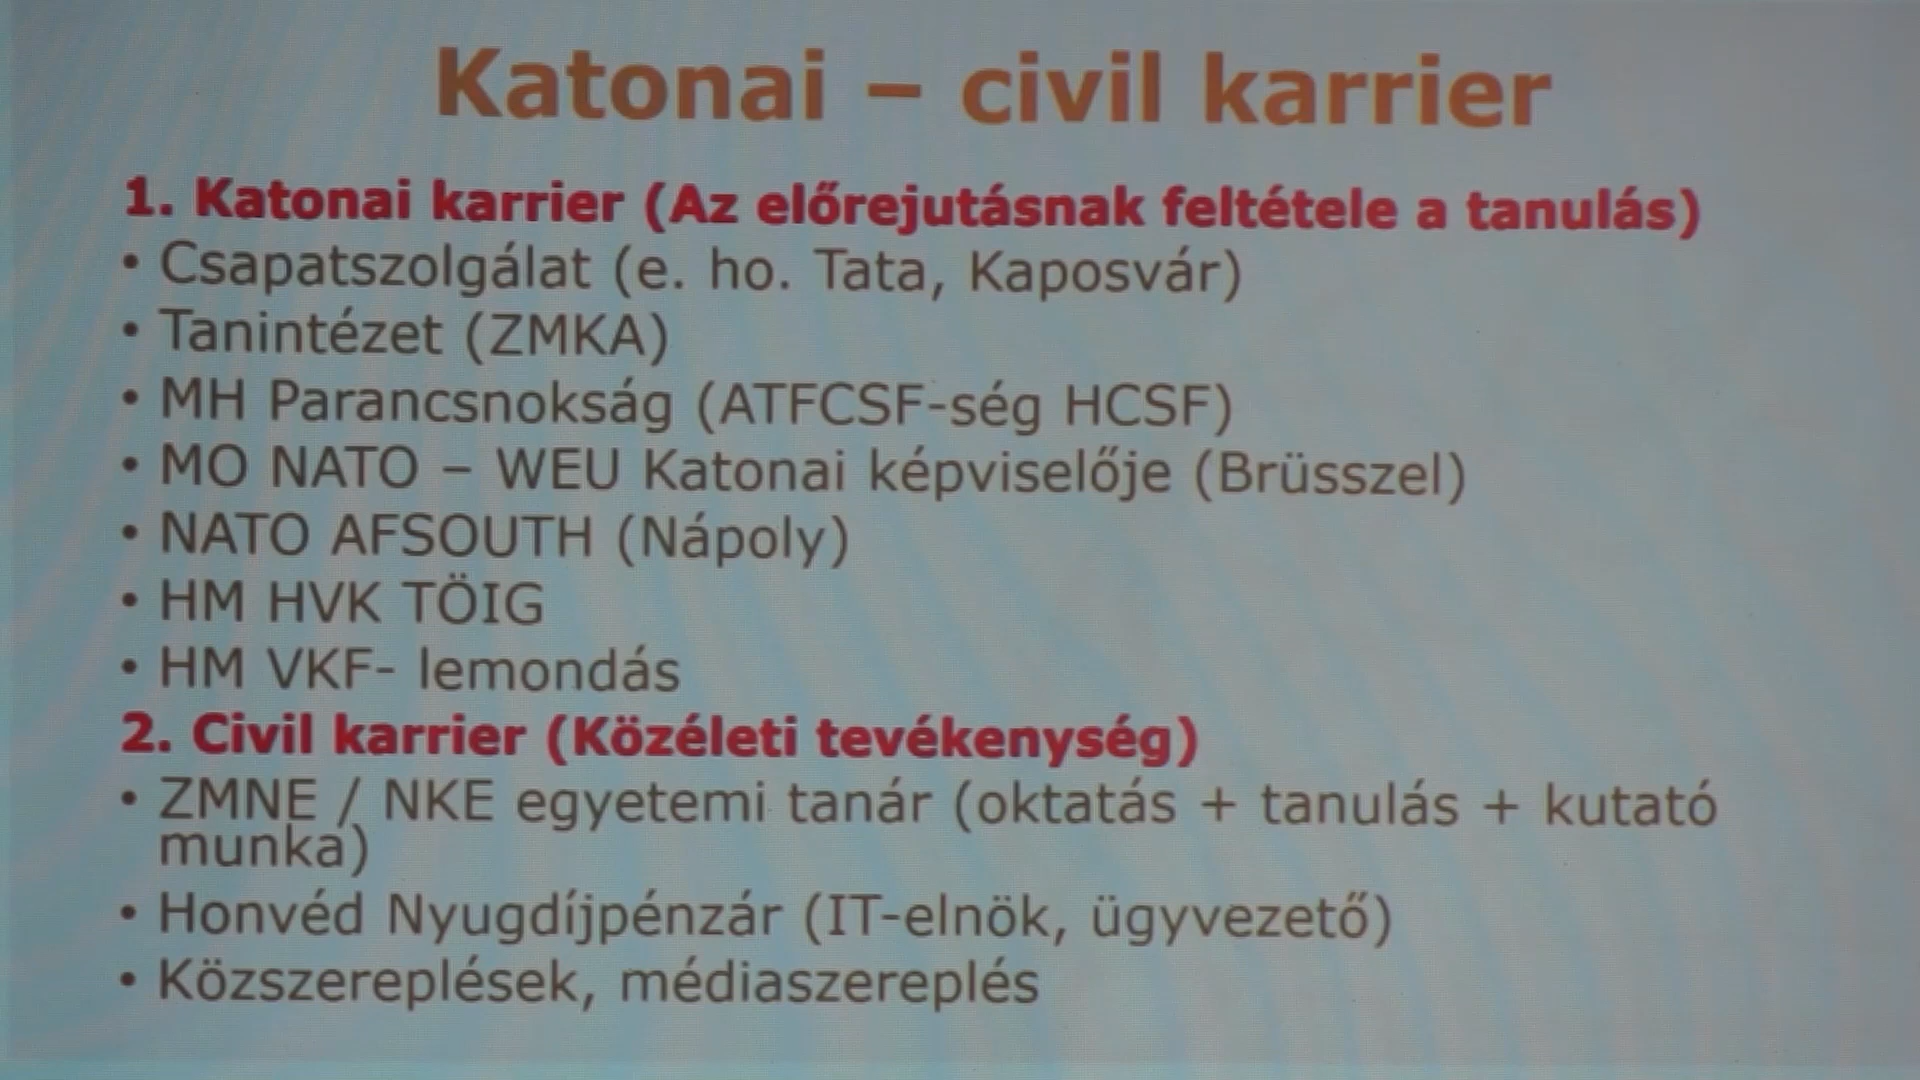 Katonai – civil karrier
1. Katonai karrier (Az előrejutásnak feltétele a tanulás)
• Csapatszolgálat (e. ho. Tata, Kaposvár)
• Tanintézet (ZMKA)
• MH Parancsnokság (ATFCSF-ség HCSF)
• MO NATO – WEU Katonai képviselője (Brüsszel)
• NATO AFSOUTH (Nápoly)
• HM HVK TÖIG
• HM VKF- lemondás
2. Civil karrier (Közéleti tevékenység)
• ZMNE / NKE egyetemi tanár (oktatás + tanulás + kutató
munka)
• Honvéd Nyugdíjpénzár (IT-elnök, ügyvezető)
• Közszereplések, médiaszereplés